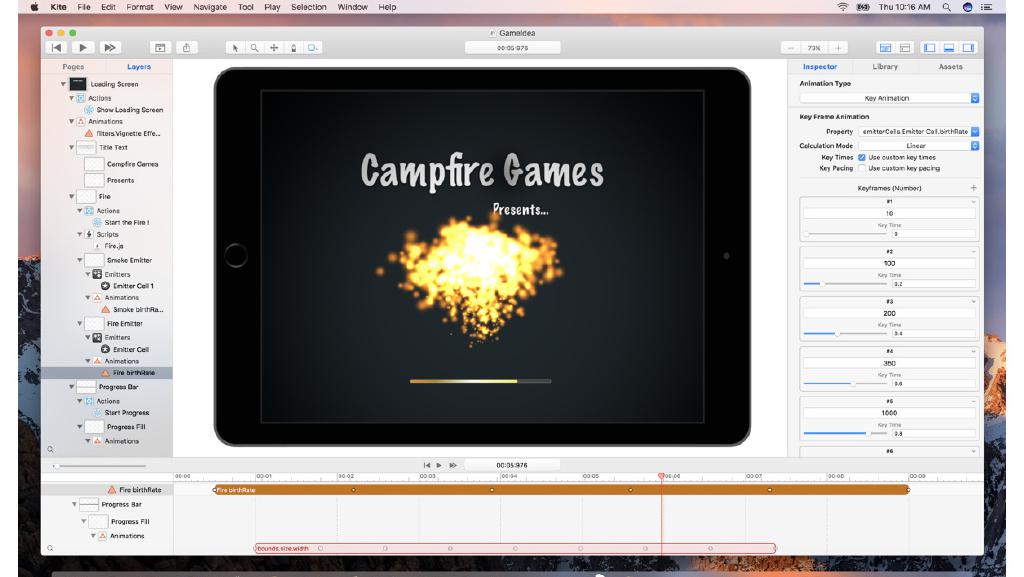 Kite File Edit Format View Navigate Tool Play Selection Window Help
Thu 10:16 AM
GameIdea
00:05:976
73%
Pages Layers
Inspector Library Assets
Loading Screen
Actions
Show Loading Screen
Animations
filters.Vignette Effe...
Title Text
Campfire Games
Presents
Fire
Actions
Start the Fire !
Scripts
Fire.js
Smoke Emitter
Emitters
Emitter Cell 1
Animations
Smoke birthRa...
Fire Emitter
Emitters
Emitter Cell
Animations
Fire birthRate
Progress Bar
Actions
Start Progress
Progress Fill
Animations
Campfire Games
Presents...
Animation Type
Key Animation
Key Frame Animation
Property emitterCells.Emitter Cell.birthRate
Calculation Mode Linear
Key Times Use custom key times
Key Pacing Use custom key pacing
Keyframes (Number)
#1
10
Key Time
0
#2
100
Key Time
0.2
#3
200
Key Time
0.4
#4
350
Key Time
0.6
#5
1000
Key Time
0.8
#6
00:05:976
00:00 00:01 00:02 00:03 00:04 00:05 00:06 00:07 00:08 00:09
Fire birthRate
Fire birthRate
Progress Bar
Progress Fill
Animations
bounds.size.width